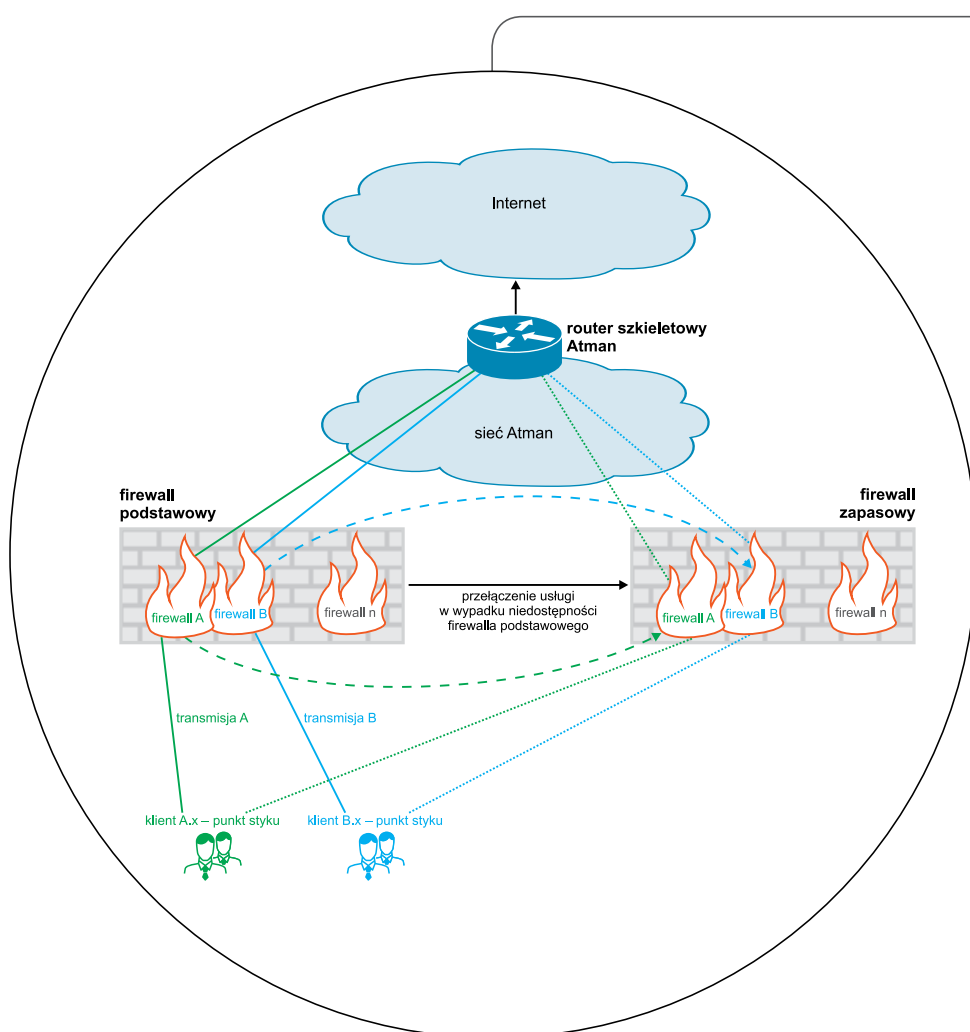 Internet
router szkieletowy
Atman
sieć Atman
firewall
podstawowy
firewall
zapasowy
firewall A
firewall B
firewall n
przełączenie usługi
w wypadku niedostępności
firewalla podstawowego
firewall A
firewall B
firewall n
transmisja A
transmisja B
klient A.x – punkt styku
klient B.x – punkt styku